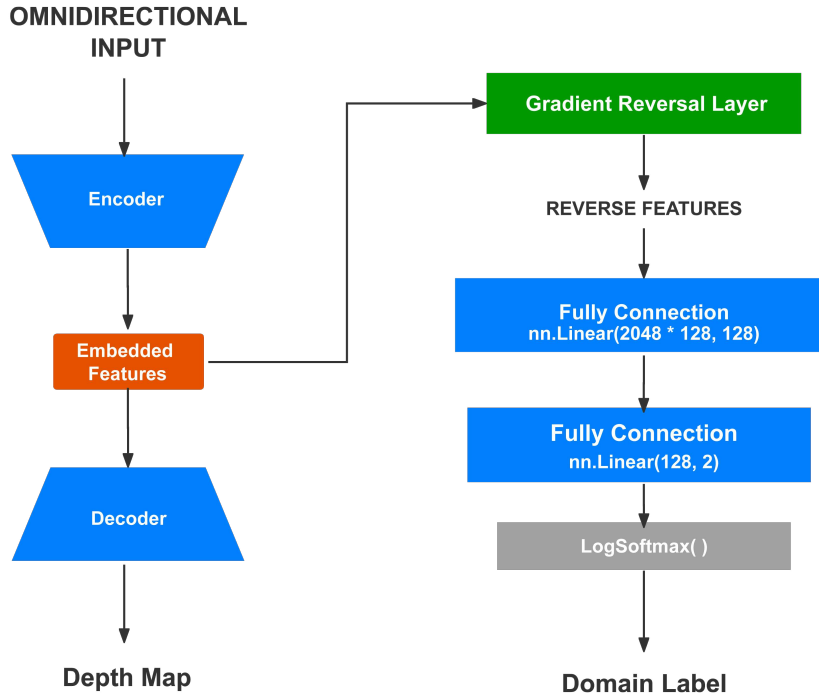 OMNIDIRECTIONAL
INPUT
Encoder
Embedded
Features
Decoder
Depth Map
Gradient Reversal Layer
REVERSE FEATURES
Fully Connection
nn.Linear(2048 * 128, 128)
Fully Connection
nn.Linear(128, 2)
LogSoftmax( )
Domain Label